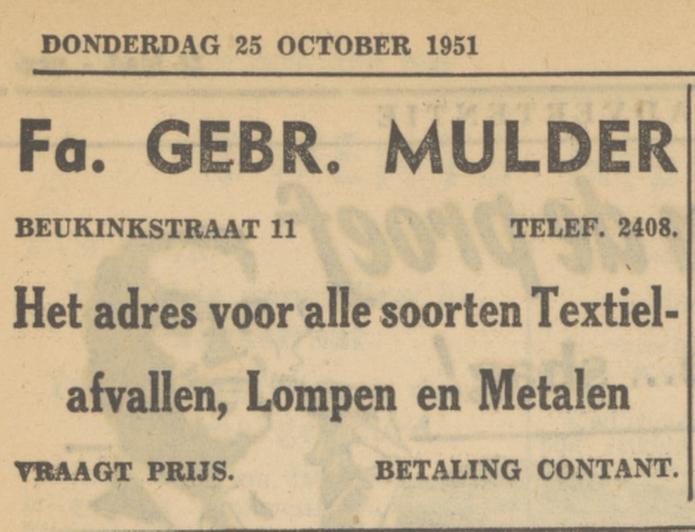 DONDERDAG 25 OCTOBER 1951
Fa. GEBR. MULDER
BEUKINKSTRAAT 11 TELEF. 2408.
Het adres voor alle soorten Textiel-
afvallen, Lompen en Metalen
VRAAGT PRIJS. BETALING CONTANT.